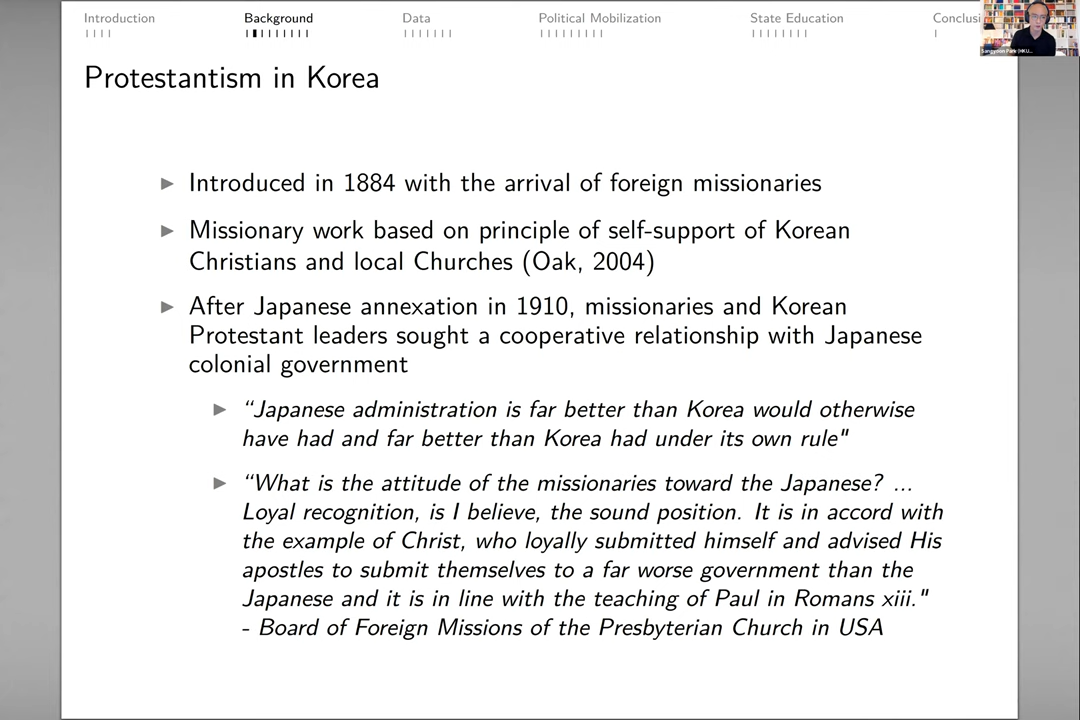 Introduction
Background
Data
Political Mobilization
State Education
Conclusi
Sangyoon Park (HKU...
Protestantism in Korea
Introduced in 1884 with the arrival of foreign missionaries
Missionary work based on principle of self-support of Korean
Christians and local Churches (Oak, 2004)
After Japanese annexation in 1910, missionaries and Korean
Protestant leaders sought a cooperative relationship with Japanese
colonial government
“Japanese administration is far better than Korea would otherwise
have had and far better than Korea had under its own rule"
“What is the attitude of the missionaries toward the Japanese? ...
Loyal recognition, is I believe, the sound position. It is in accord with
the example of Christ, who loyally submitted himself and advised His
apostles to submit themselves to a far worse government than the
Japanese and it is in line with the teaching of Paul in Romans xiii."
- Board of Foreign Missions of the Presbyterian Church in USA